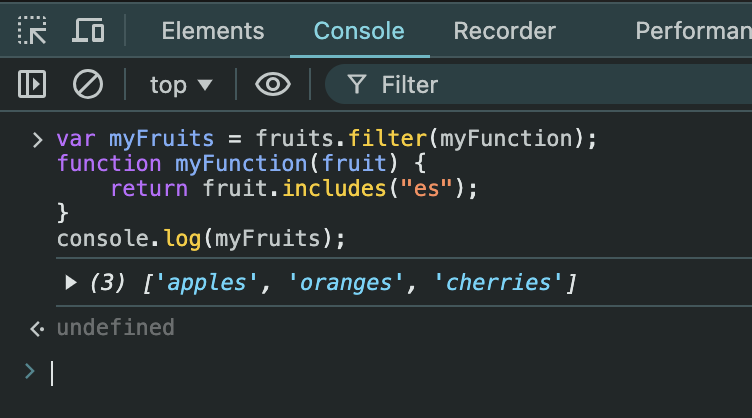 Elements Console Recorder Performan
top Filter
var myFruits = fruits.filter(myFunction);
function myFunction(fruit) {
    return fruit.includes("es");
}
console.log(myFruits);
(3) ['apples', 'oranges', 'cherries']
undefined